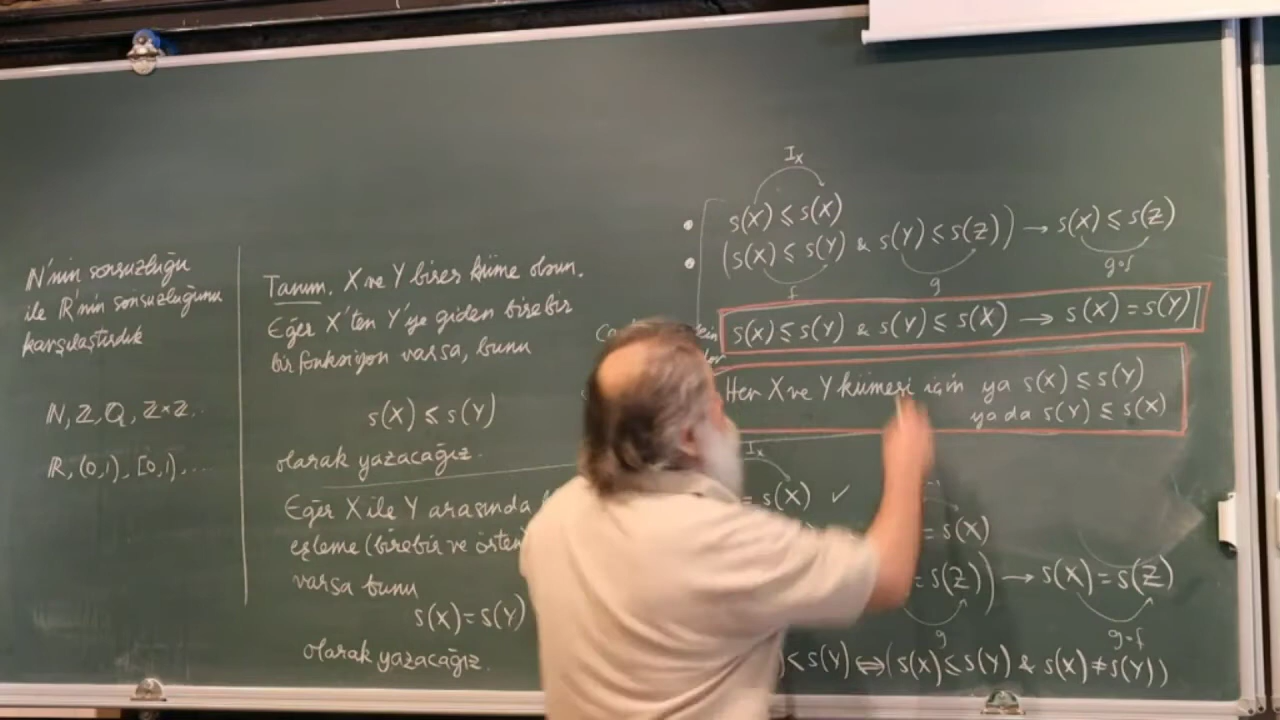 N'nin sonsuzluğu
ile R'nin sonsuzluğunu
karşılaştırdık
N, Z, Q, Z×Z...
R, (0,1), [0,1), ...
Tanım. X ve Y birer küme olsun.
Eğer X'ten Y'ye giden birebir
bir fonksiyon varsa, bunu
s(X) ≤ s(Y)
olarak yazacağız.
Eğer X ile Y arasında
eşleme (birebir ve örten)
varsa bunu
s(X) = s(Y)
olarak yazacağız.
I_X
s(X) ≤ s(X)
(s(X) ≤ s(Y) & s(Y) ≤ s(Z)) → s(X) ≤ s(Z)
f g g∘f
s(X) ≤ s(Y) & s(Y) ≤ s(X) → s(X) = s(Y)
Her X ve Y kümesi için ya s(X) ≤ s(Y)
ya da s(Y) ≤ s(X)
I_X
= s(X) ✓
= s(X)
= s(Z)) → s(X) = s(Z)
g g∘f
) < s(Y) ⇔ (s(X) ≤ s(Y) & s(X) ≠ s(Y))